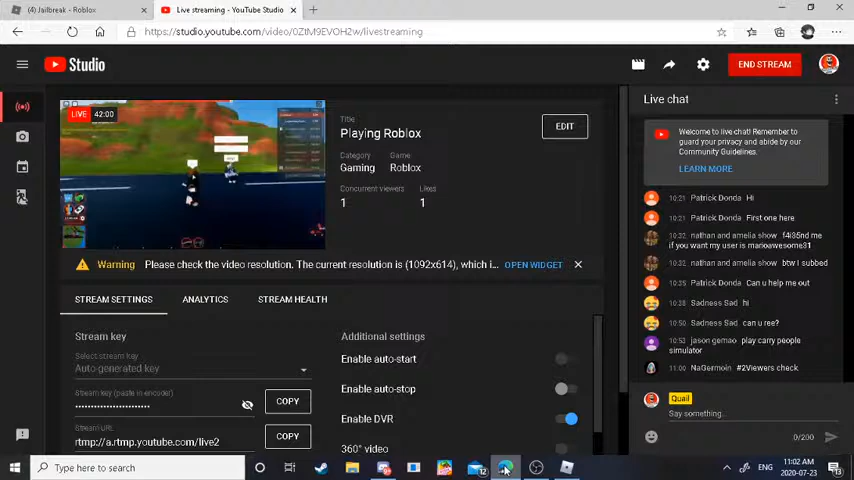 (4) Jailbreak - Roblox
Live streaming - YouTube Studio
https://studio.youtube.com/video/0ZtM9EVOH2w/livestreaming
Studio
END STREAM
LIVE 42:00
Title
Playing Roblox
EDIT
Category
Game
Gaming
Roblox
Concurrent viewers
Likes
1
1
Warning Please check the video resolution. The current resolution is (1092x614), which i... OPEN WIDGET
STREAM SETTINGS
ANALYTICS
STREAM HEALTH
Stream key
Select stream key
Auto generated key
Stream key (paste in encoder)
COPY
Stream URL
rtmp://a.rtmp.youtube.com/live2
COPY
Additional settings
Enable auto-start
Enable auto-stop
Enable DVR
360° video
Live chat
Welcome to live chat! Remember to
guard your privacy and abide by our
Community Guidelines.
LEARN MORE
10:21 Patrick Donda Hi
10:21 Patrick Donda First one here
10:32 nathan and amelia show f4i35nd me
if you want my user is marioawesome31
10:32 nathan and amelia show btw I subbed
10:35 Patrick Donda Can u help me out
10:38 Sadness Sad hi
10:50 Sadness Sad can u ree?
10:53 jason gemao play carry people
simulator
11:00 NaGermoin #2Viewers check
Quail
Say something...
0/200
Type here to search
12
ENG
11:02 AM
2020-07-23
13